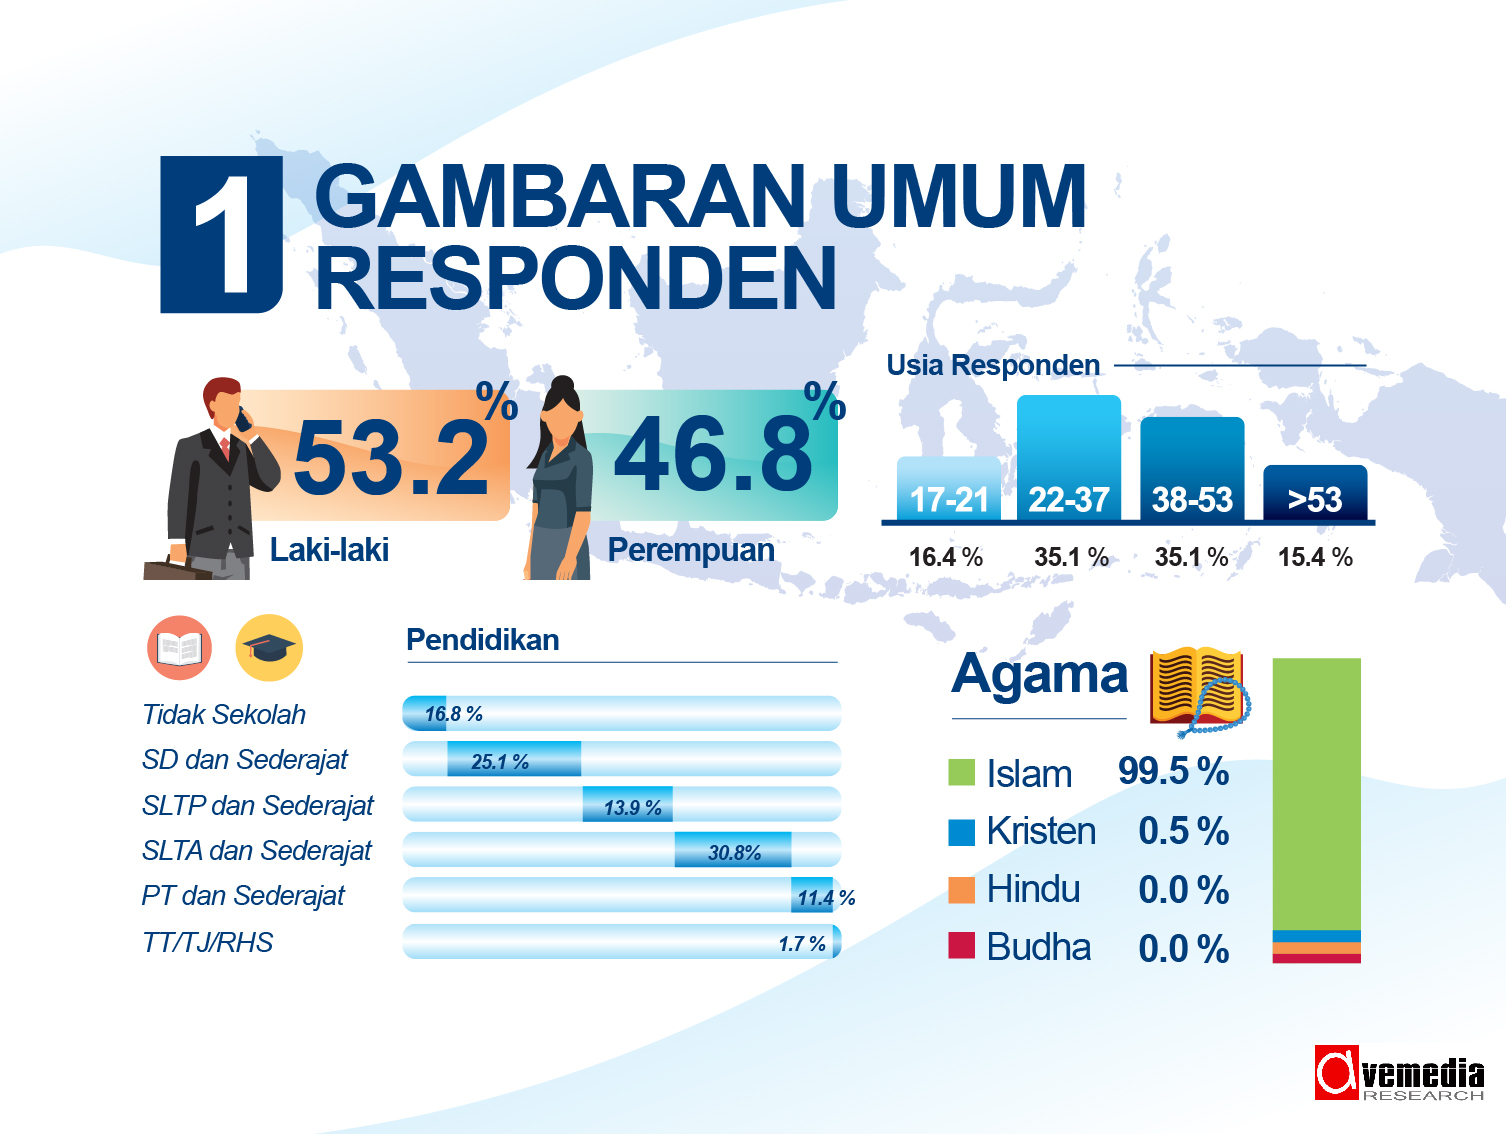 1
GAMBARAN UMUM
RESPONDEN
53.2%
Laki-laki
46.8%
Perempuan
Usia Responden
17-21 22-37 38-53 >53
16.4 % 35.1 % 35.1 % 15.4 %
Pendidikan
Tidak Sekolah 16.8 %
SD dan Sederajat 25.1 %
SLTP dan Sederajat 13.9 %
SLTA dan Sederajat 30.8%
PT dan Sederajat 11.4 %
TT/TJ/RHS 1.7 %
Agama
Islam 99.5 %
Kristen 0.5 %
Hindu 0.0 %
Budha 0.0 %
avemedia
RESEARCH